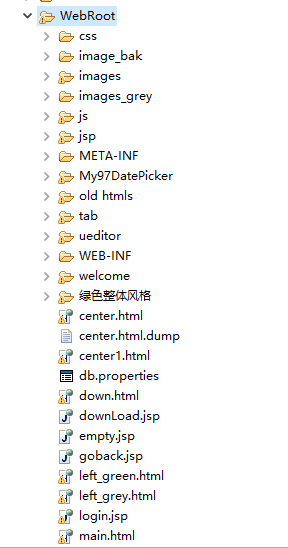 WebRoot
css
image_bak
images
images_grey
js
jsp
META-INF
My97DatePicker
old htmls
tab
ueditor
WEB-INF
welcome
绿色整体风格
center.html
center.html.dump
center1.html
db.properties
down.html
downLoad.jsp
empty.jsp
goback.jsp
left_green.html
left_grey.html
login.jsp
main.html